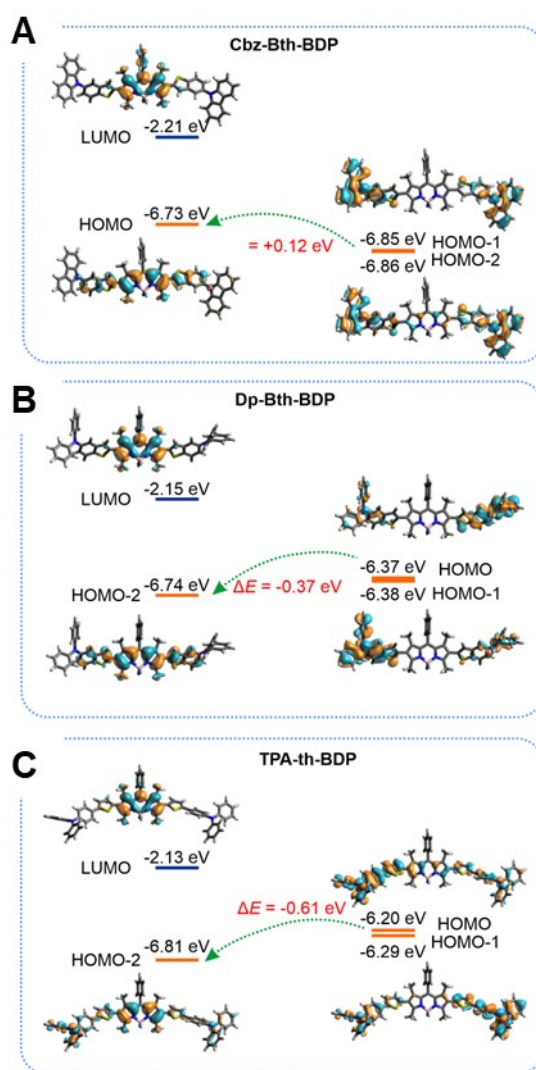 A
Cbz-Bth-BDP
-2.21 eV
LUMO
-6.73 eV
HOMO
= +0.12 eV
-6.85 eV
HOMO-1
-6.86 eV
HOMO-2
B
Dp-Bth-BDP
-2.15 eV
LUMO
-6.37 eV
HOMO
-6.74 eV
HOMO-2
ΔE = -0.37 eV
-6.38 eV
HOMO-1
C
TPA-th-BDP
-2.13 eV
LUMO
ΔE = -0.61 eV
-6.20 eV
HOMO
-6.81 eV
HOMO-2
HOMO-1
-6.29 eV